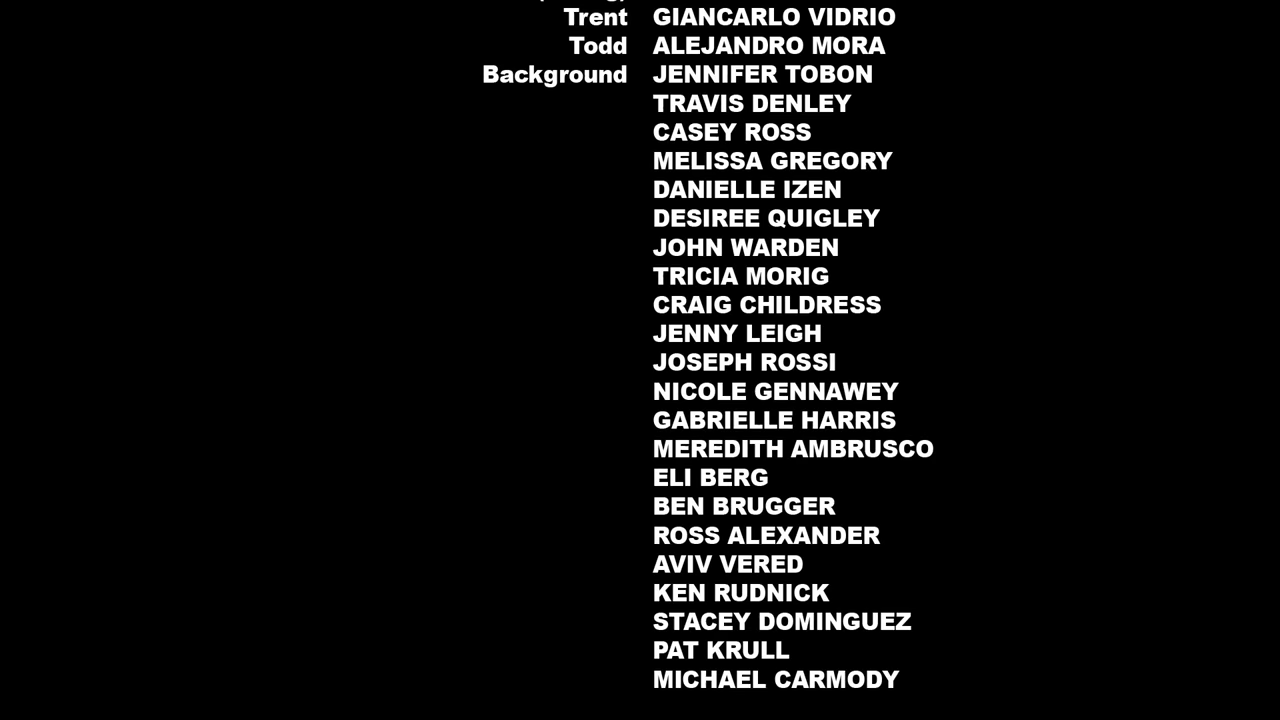 Trent GIANCARLO VIDRIO
Todd ALEJANDRO MORA
Background JENNIFER TOBON
TRAVIS DENLEY
CASEY ROSS
MELISSA GREGORY
DANIELLE IZEN
DESIREE QUIGLEY
JOHN WARDEN
TRICIA MORIG
CRAIG CHILDRESS
JENNY LEIGH
JOSEPH ROSSI
NICOLE GENNAWEY
GABRIELLE HARRIS
MEREDITH AMBRUSCO
ELI BERG
BEN BRUGGER
ROSS ALEXANDER
AVIV VERED
KEN RUDNICK
STACEY DOMINGUEZ
PAT KRULL
MICHAEL CARMODY